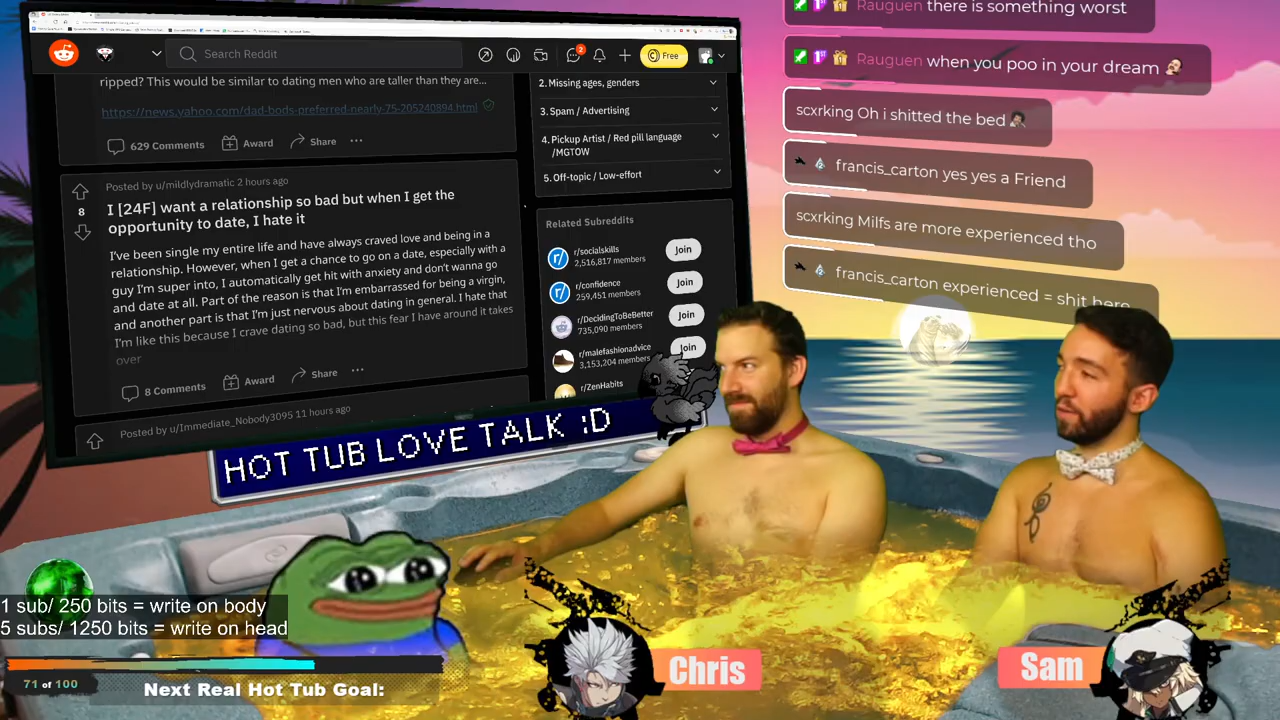 Search Reddit
2
Free
ripped? This would be similar to dating men who are taller than they are...
https://news.yahoo.com/dad-bods-preferred-nearly-75-205240894.html
629 Comments
Award
Share
Posted by u/mildlydramatic 2 hours ago
8
I [24F] want a relationship so bad but when I get the
opportunity to date, I hate it
I've been single my entire life and have always craved love and being in a
relationship. However, when I get a chance to go on a date, especially with a
guy I'm super into, I automatically get hit with anxiety and don't wanna go
and date at all. Part of the reason is that I'm embarrassed for being a virgin,
and another part is that I'm just nervous about dating in general. I hate that
I'm like this because I crave dating so bad, but this fear I have around it takes
over
8 Comments
Award
Share
Posted by u/Immediate_Nobody3095 11 hours ago
2. Missing ages, genders
3. Spam / Advertising
4. Pickup Artist / Red pill language
/MGTOW
5. Off-topic / Low-effort
Related Subreddits
r/socialskills
2,516,817 members
Join
r/confidence
259,451 members
Join
r/DecidingToBeBetter
735,090 members
Join
r/malefashionadvice
3,153,204 members
Join
r/ZenHabits
Rauguen there is something worst
Rauguen when you poo in your dream
scxrking Oh i shitted the bed
francis_carton yes yes a Friend
scxrking Milfs are more experienced tho
francis_carton experienced = shit here
HOT TUB LOVE TALK :D
1 sub/ 250 bits = write on body
5 subs/ 1250 bits = write on head
71 of 100
Next Real Hot Tub Goal:
Chris
Sam